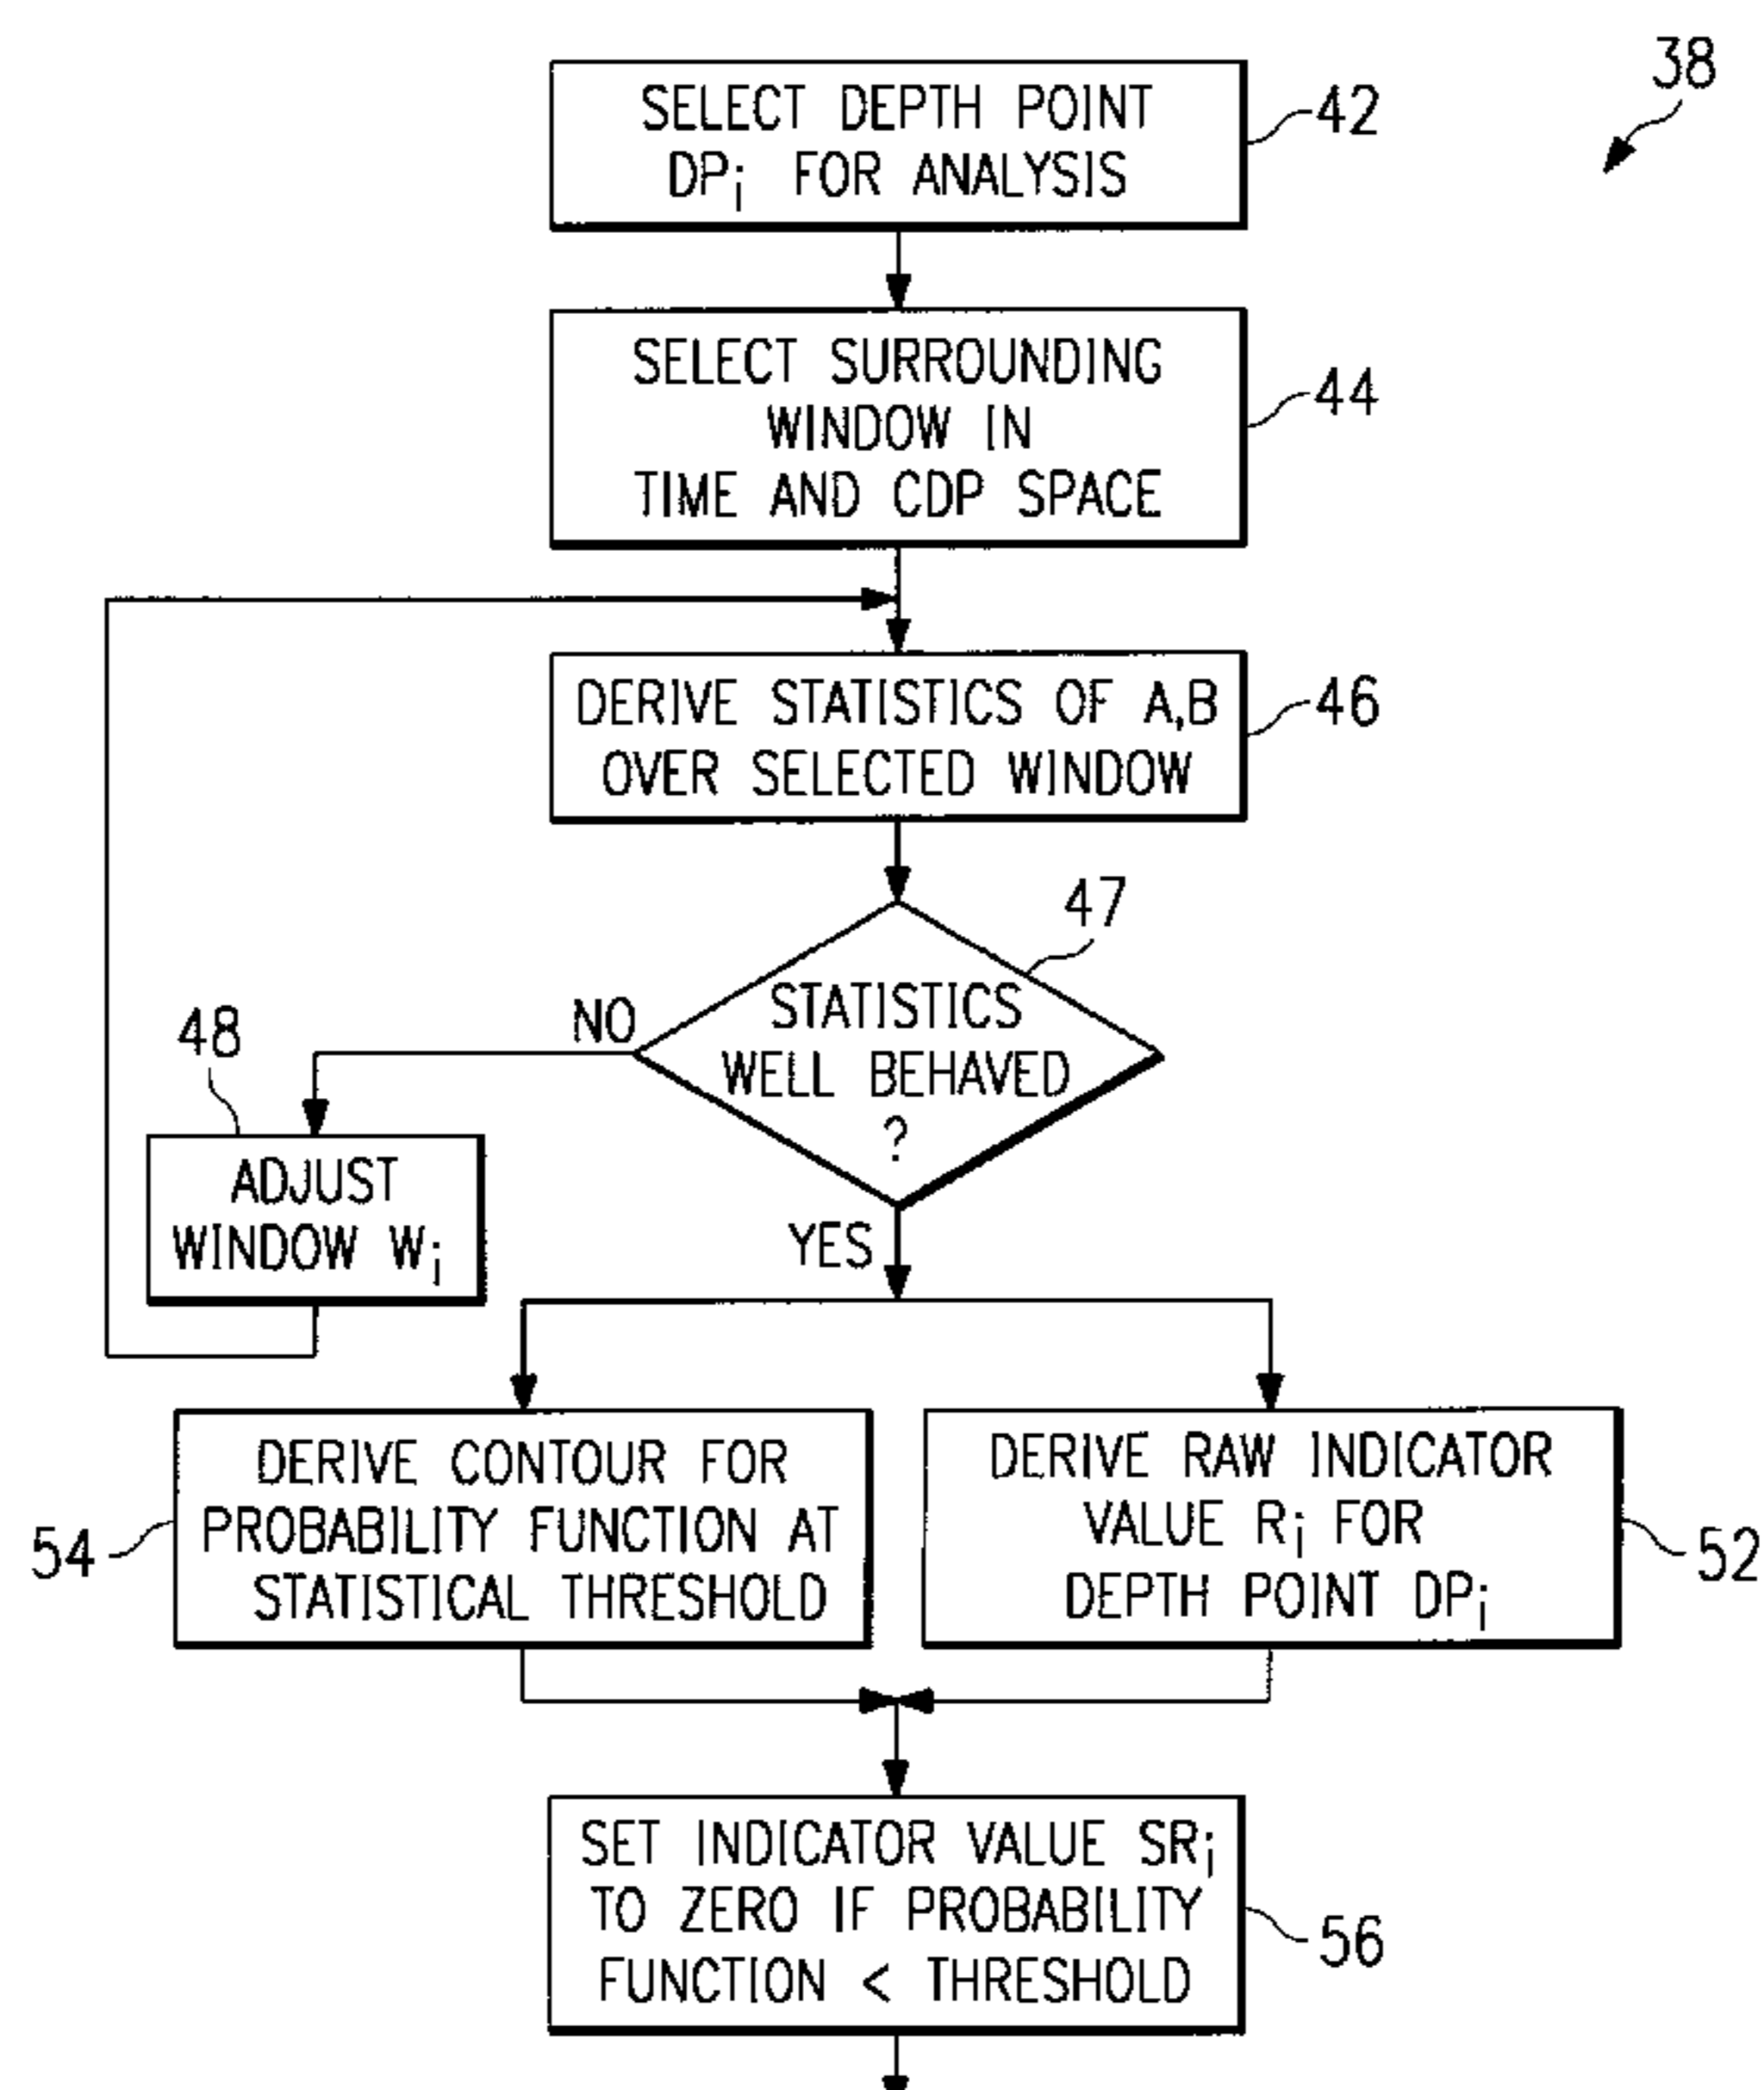 38
SELECT DEPTH POINT
DPi FOR ANALYSIS
42
SELECT SURROUNDING
WINDOW IN
TIME AND CDP SPACE
44
DERIVE STATISTICS OF A,B
OVER SELECTED WINDOW
46
47
STATISTICS
WELL BEHAVED
?
NO
48
ADJUST
WINDOW Wi
YES
DERIVE CONTOUR FOR
PROBABILITY FUNCTION AT
STATISTICAL THRESHOLD
54
DERIVE RAW INDICATOR
VALUE Ri FOR
DEPTH POINT DPi
52
SET INDICATOR VALUE SRi
TO ZERO IF PROBABILITY
FUNCTION < THRESHOLD
56